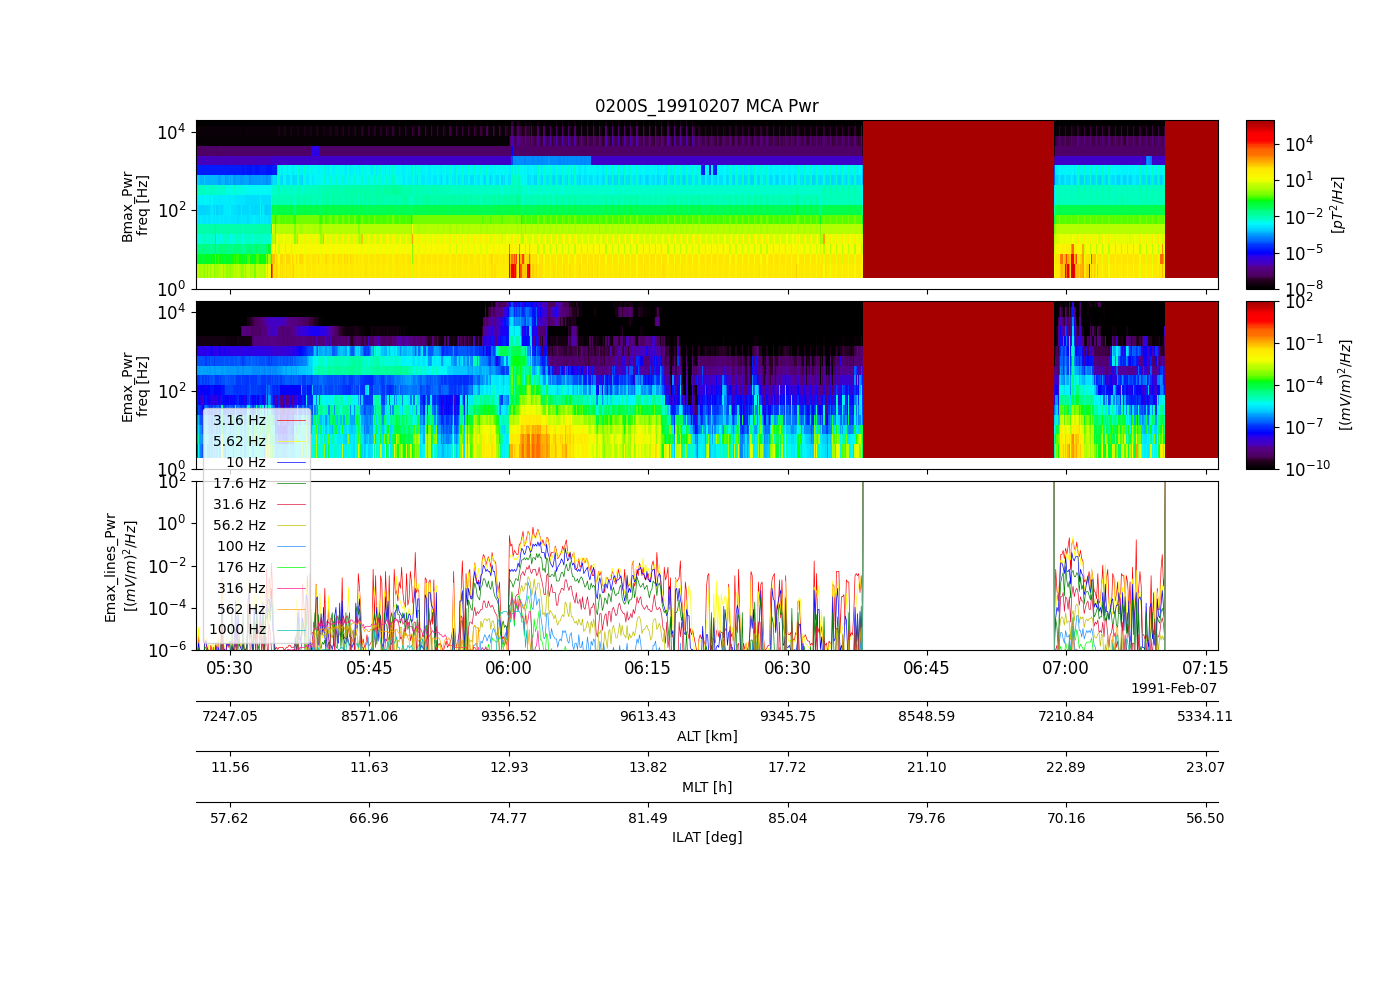 0200S_19910207 MCA Pwr
Bmax_Pwr
freq [Hz]
10^4
10^2
10^0
10^4
10^1
10^-2
10^-5
10^-8
[pT^2/Hz]
Emax_Pwr
freq [Hz]
10^4
10^2
10^0
10^2
10^-1
10^-4
10^-7
10^-10
[(mV/m)^2/Hz]
Emax_lines_Pwr
[(mV/m)^2/Hz]
10^2
10^0
10^-2
10^-4
10^-6
3.16 Hz
5.62 Hz
10 Hz
17.6 Hz
31.6 Hz
56.2 Hz
100 Hz
176 Hz
316 Hz
562 Hz
1000 Hz
05:30 05:45 06:00 06:15 06:30 06:45 07:00 07:15
1991-Feb-07
7247.05 8571.06 9356.52 9613.43 9345.75 8548.59 7210.84 5334.11
ALT [km]
11.56 11.63 12.93 13.82 17.72 21.10 22.89 23.07
MLT [h]
57.62 66.96 74.77 81.49 85.04 79.76 70.16 56.50
ILAT [deg]